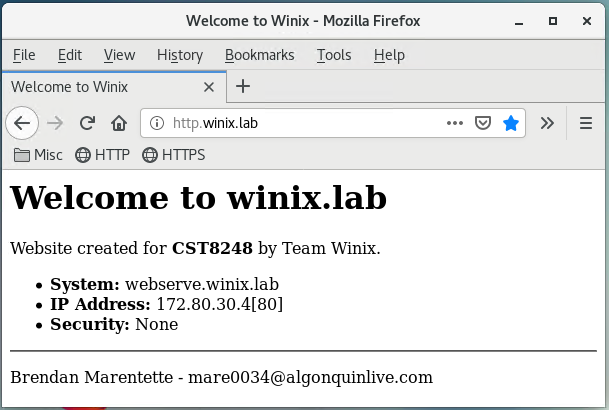 Welcome to Winix - Mozilla Firefox
File Edit View History Bookmarks Tools Help
Welcome to Winix
http.winix.lab
Misc HTTP HTTPS
Welcome to winix.lab
Website created for CST8248 by Team Winix.
• System: webserve.winix.lab
• IP Address: 172.80.30.4[80]
• Security: None
Brendan Marentette - mare0034@algonquinlive.com